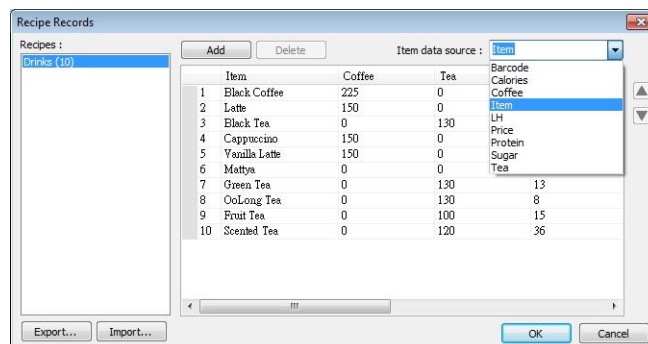 Recipe Records
Recipes :
Drinks (10)
Add Delete Item data source : Item
Barcode
Calories
Coffee
Item
LH
Price
Protein
Sugar
Tea
Item Coffee Tea
1 Black Coffee 225 0
2 Latte 150 0
3 Black Tea 0 130
4 Cappuccino 150 0
5 Vanilla Latte 150 0
6 Mattya 0 0
7 Green Tea 0 130 13
8 OoLong Tea 0 130 8
9 Fruit Tea 0 100 15
10 Scented Tea 0 120 36
Export... Import... OK Cancel